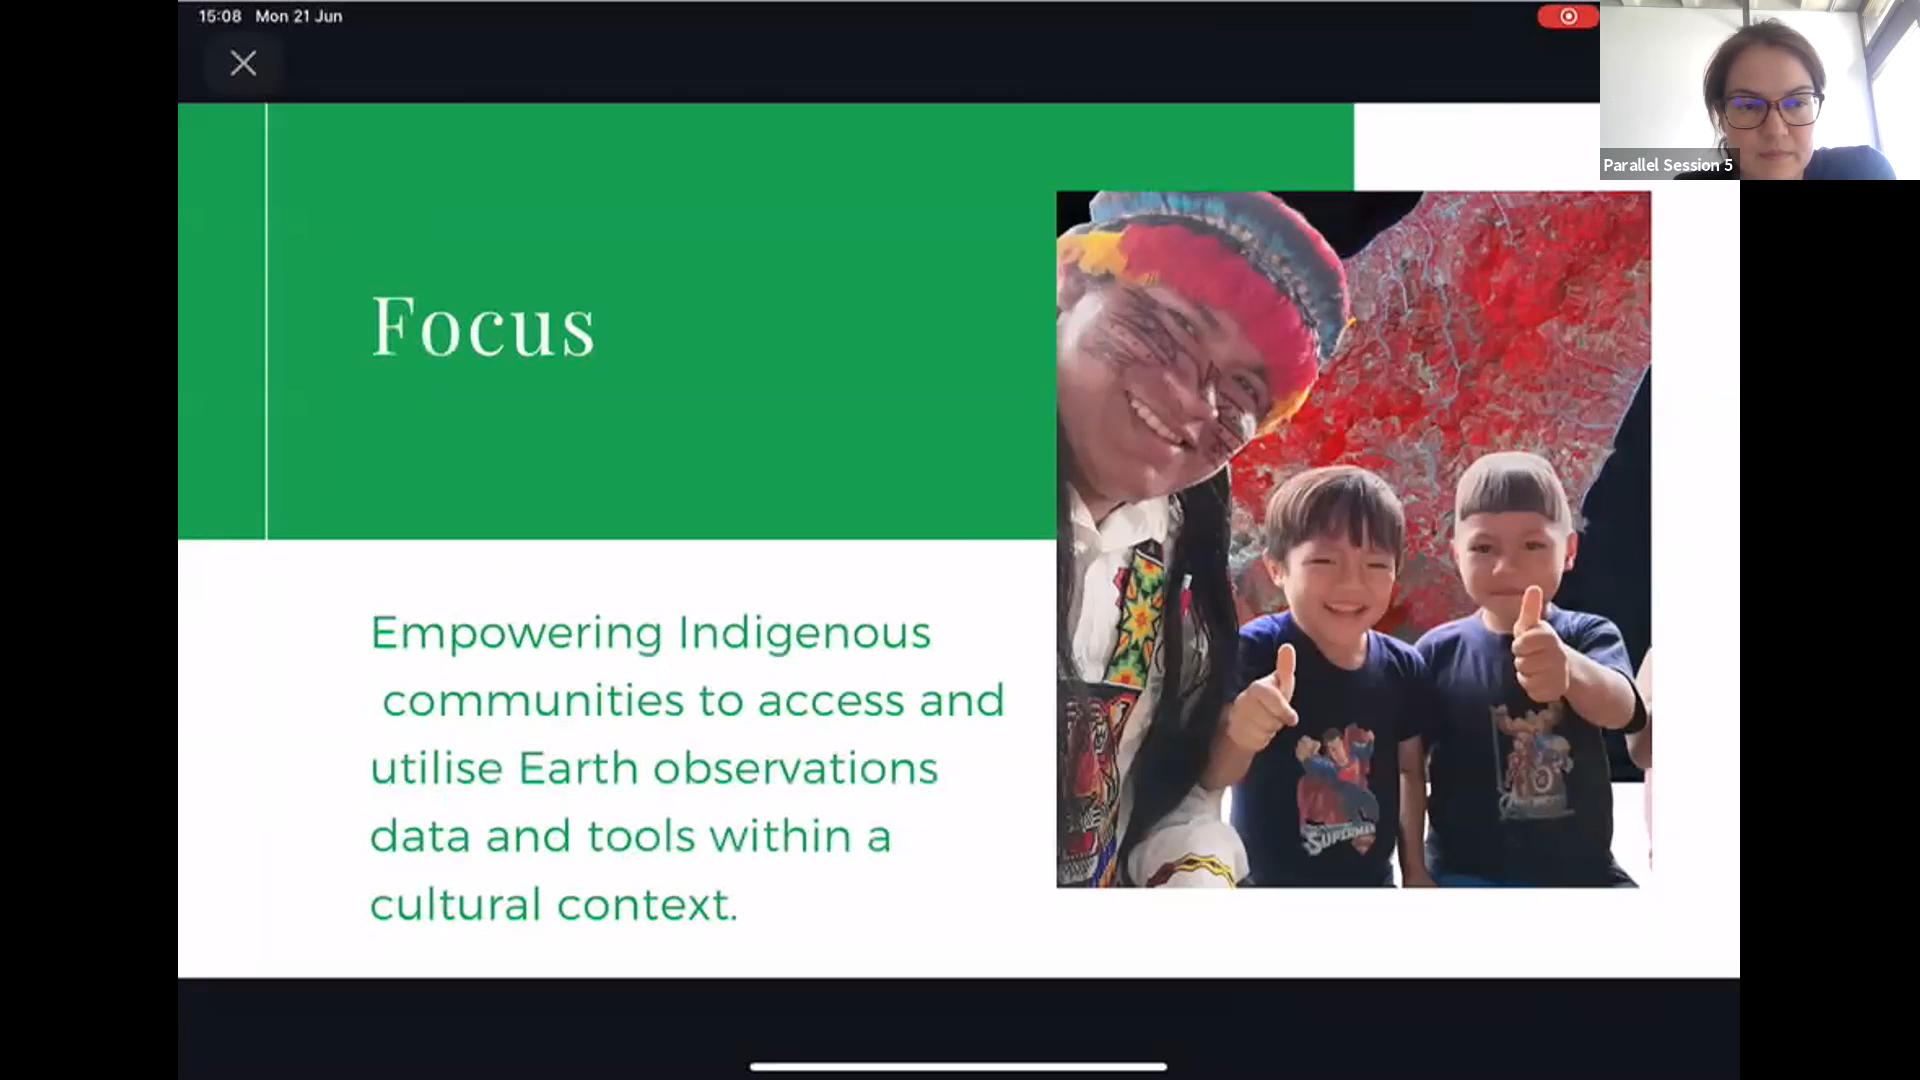 15:08 Mon 21 Jun
Parallel Session 5
Focus
Empowering Indigenous
communities to access and
utilise Earth observations
data and tools within a
cultural context.
SUPERMAN